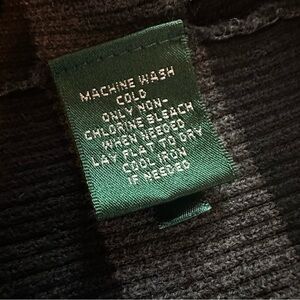 MACHINE WASH
COLD
ONLY NON-
CHLORINE BLEACH
WHEN NEEDED
LAY FLAT TO DRY
COOL IRON
IF NEEDED